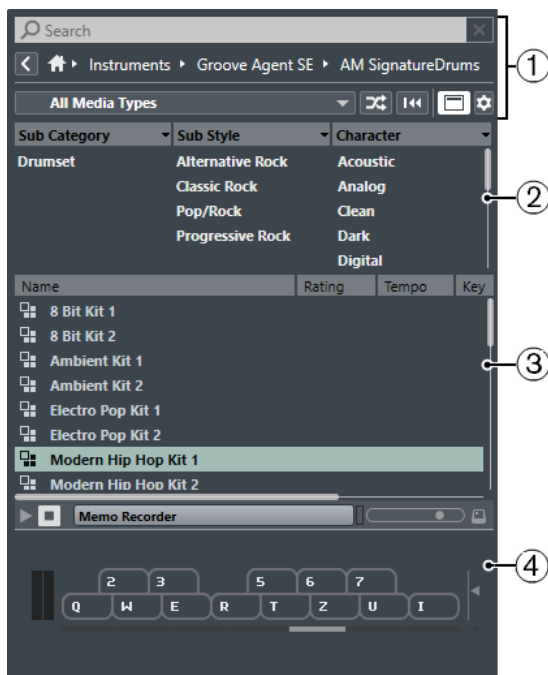 Search
Instruments Groove Agent SE AM SignatureDrums
1
All Media Types
Sub Category Sub Style Character
Drumset Alternative Rock Acoustic
Classic Rock Analog
2
Pop/Rock Clean
Progressive Rock Dark
Digital
Name Rating Tempo Key
8 Bit Kit 1
8 Bit Kit 2
Ambient Kit 1
3
Ambient Kit 2
Electro Pop Kit 1
Electro Pop Kit 2
Modern Hip Hop Kit 1
Modern Hip Hop Kit 2
Memo Recorder
4
2 3 5 6 7
Q W E R T Z U I